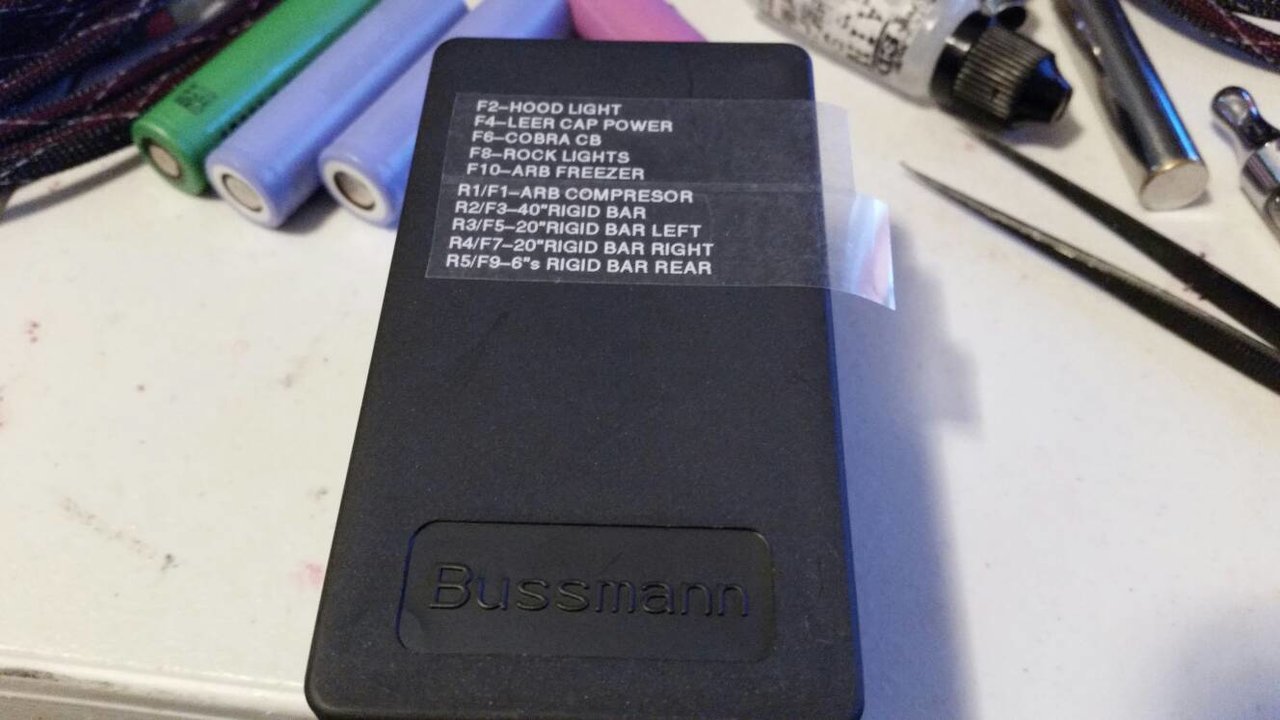 F2-HOOD LIGHT
F4-LEER CAP POWER
F6-COBRA CB
F8-ROCK LIGHTS
F10-ARB FREEZER
R1/F1-ARB COMPRESOR
R2/F3-40"RIGID BAR
R3/F5-20"RIGID BAR LEFT
R4/F7-20"RIGID BAR RIGHT
R5/F9-6"s RIGID BAR REAR
Bussmann